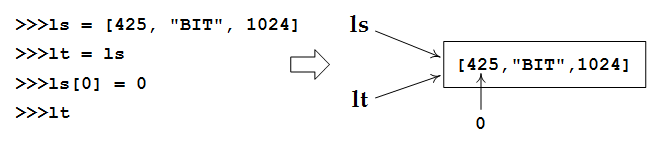 >>>ls = [425, "BIT", 1024]
>>>lt = ls
>>>ls[0] = 0
>>>lt
ls
lt
[425,"BIT",1024]
0